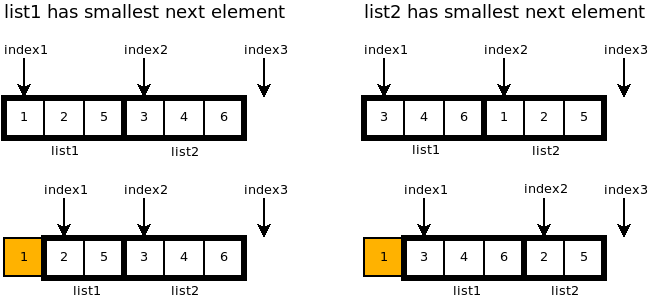 list1 has smallest next element
index1 index2 index3
1 2 5 3 4 6
list1 list2
index1 index2 index3
1 2 5 3 4 6
list1 list2
list2 has smallest next element
index1 index2 index3
3 4 6 1 2 5
list1 list2
index1 index2 index3
1 3 4 6 2 5
list1 list2